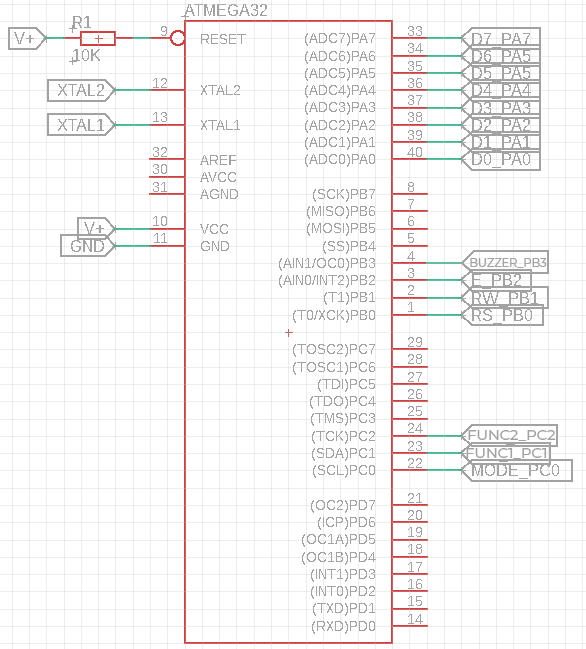 ATMEGA32
R1
V+
10K
9 RESET (ADC7)PA7 33 D7_PA7
(ADC6)PA6 34 D6_PA5
(ADC5)PA5 35 D5_PA5
XTAL2 12 XTAL2 (ADC4)PA4 36 D4_PA4
(ADC3)PA3 37 D3_PA3
XTAL1 13 XTAL1 (ADC2)PA2 38 D2_PA2
(ADC1)PA1 39 D1_PA1
32 AREF (ADC0)PA0 40 D0_PA0
30 AVCC
31 AGND (SCK)PB7 8
(MISO)PB6 7
V+ 10 VCC (MOSI)PB5 6
GND 11 GND (SS)PB4 5
(AIN1/OC0)PB3 4 BUZZER_PB3
(AIN0/INT2)PB2 3 E_PB2
(T1)PB1 2 RW_PB1
(T0/XCK)PB0 1 RS_PB0
(TOSC2)PC7 29
(TOSC1)PC6 28
(TDI)PC5 27
(TDO)PC4 26
(TMS)PC3 25
(TCK)PC2 24 FUNC2_PC2
(SDA)PC1 23 FUNC1_PC1
(SCL)PC0 22 MODE_PC0
(OC2)PD7 21
(ICP)PD6 20
(OC1A)PD5 19
(OC1B)PD4 18
(INT1)PD3 17
(INT0)PD2 16
(TXD)PD1 15
(RXD)PD0 14